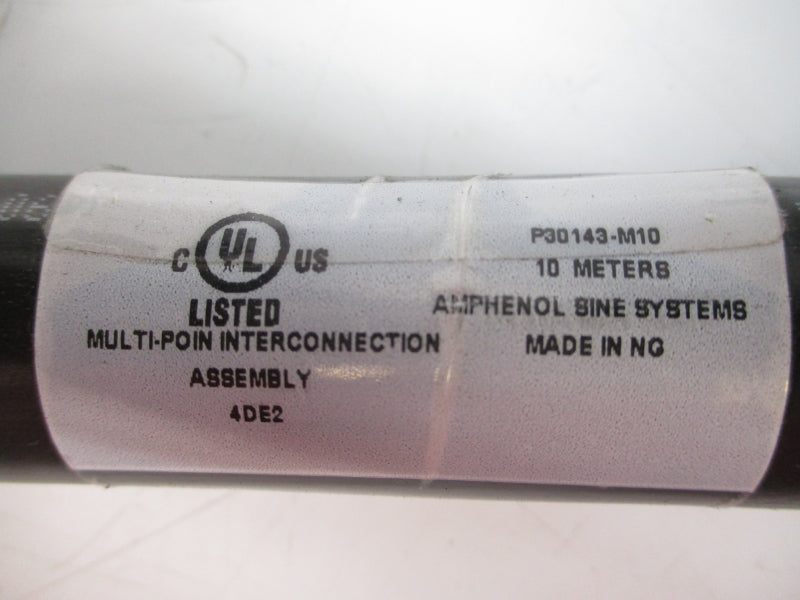 C UL US
LISTED
MULTI-POIN INTERCONNECTION
ASSEMBLY
4DE2
P30143-M10
10 METERS
AMPHENOL SINE SYSTEMS
MADE IN NG